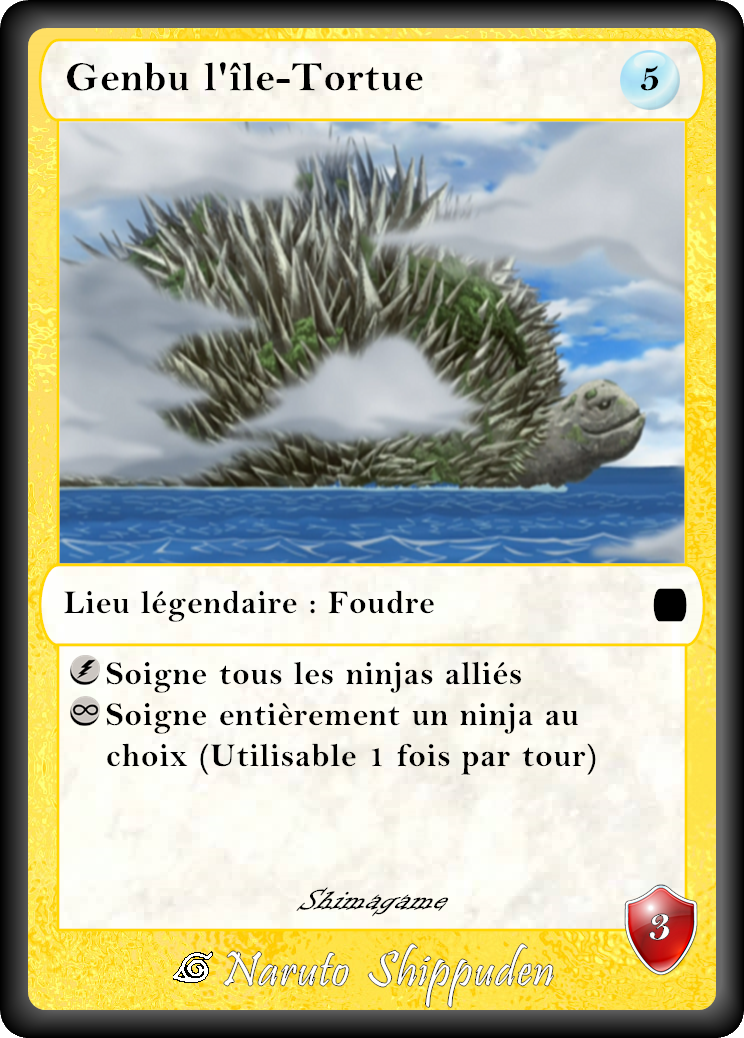 Genbu l'île-Tortue
5
Lieu légendaire : Foudre
Soigne tous les ninjas alliés
Soigne entièrement un ninja au
choix (Utilisable 1 fois par tour)
Shimagame
3
Naruto Shippuden